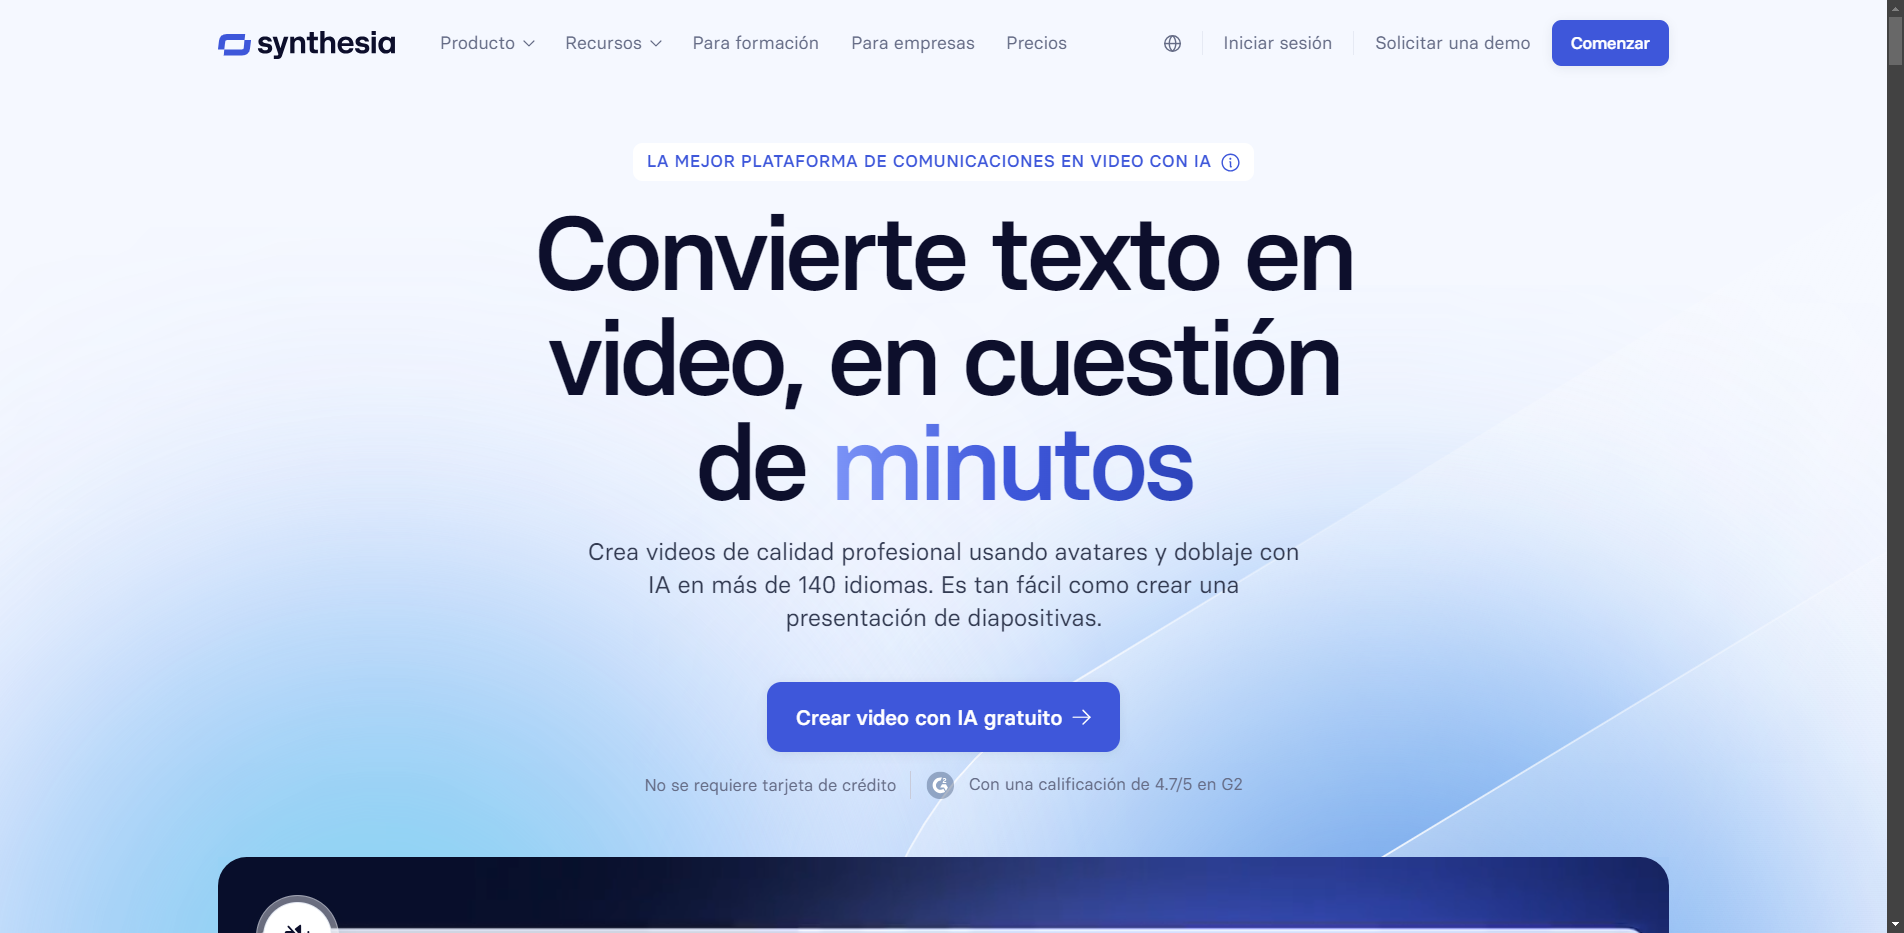 synthesia
Producto
Recursos
Para formación
Para empresas
Precios
Iniciar sesión
Solicitar una demo
Comenzar
LA MEJOR PLATAFORMA DE COMUNICACIONES EN VIDEO CON IA
Convierte texto en
video, en cuestión
de minutos
Crea videos de calidad profesional usando avatares y doblaje con
IA en más de 140 idiomas. Es tan fácil como crear una
presentación de diapositivas.
Crear video con IA gratuito →
No se requiere tarjeta de crédito
Con una calificación de 4.7/5 en G2